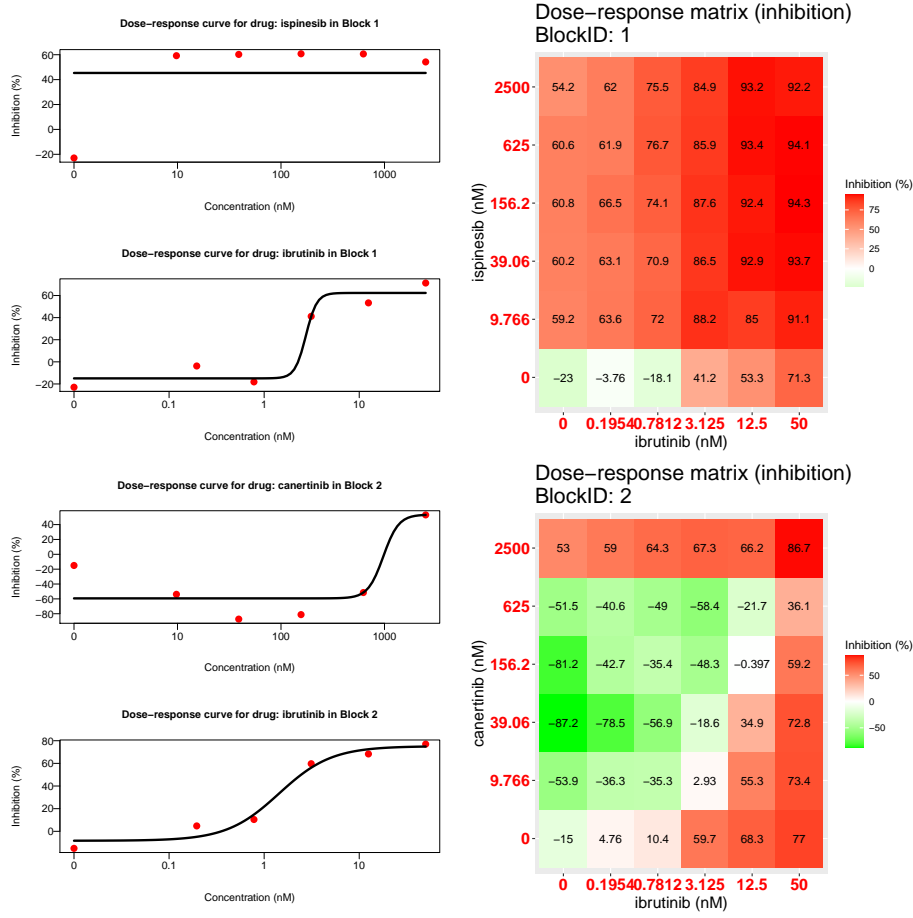 Dose−response curve for drug: ispinesib in Block 1
Inhibition (%)
60
40
20
0
−20
0 10 100 1000
Concentration (nM)
Dose−response curve for drug: ibrutinib in Block 1
Inhibition (%)
60
40
20
0
−20
0 0.1 1 10
Concentration (nM)
Dose−response matrix (inhibition)
BlockID: 1
ispinesib (nM)
2500 54.2 62 75.5 84.9 93.2 92.2
625 60.6 61.9 76.7 85.9 93.4 94.1
156.2 60.8 66.5 74.1 87.6 92.4 94.3
39.06 60.2 63.1 70.9 86.5 92.9 93.7
9.766 59.2 63.6 72 88.2 85 91.1
0 −23 −3.76 −18.1 41.2 53.3 71.3
0 0.1954 0.7812 3.125 12.5 50
ibrutinib (nM)
Inhibition (%)
75
50
25
0
Dose−response curve for drug: canertinib in Block 2
Inhibition (%)
40
20
0
−20
−40
−60
−80
0 10 100 1000
Concentration (nM)
Dose−response curve for drug: ibrutinib in Block 2
Inhibition (%)
80
60
40
20
0
0 0.1 1 10
Concentration (nM)
Dose−response matrix (inhibition)
BlockID: 2
canertinib (nM)
2500 53 59 64.3 67.3 66.2 86.7
625 −51.5 −40.6 −49 −58.4 −21.7 36.1
156.2 −81.2 −42.7 −35.4 −48.3 −0.397 59.2
39.06 −87.2 −78.5 −56.9 −18.6 34.9 72.8
9.766 −53.9 −36.3 −35.3 2.93 55.3 73.4
0 −15 4.76 10.4 59.7 68.3 77
0 0.1954 0.7812 3.125 12.5 50
ibrutinib (nM)
Inhibition (%)
50
0
−50